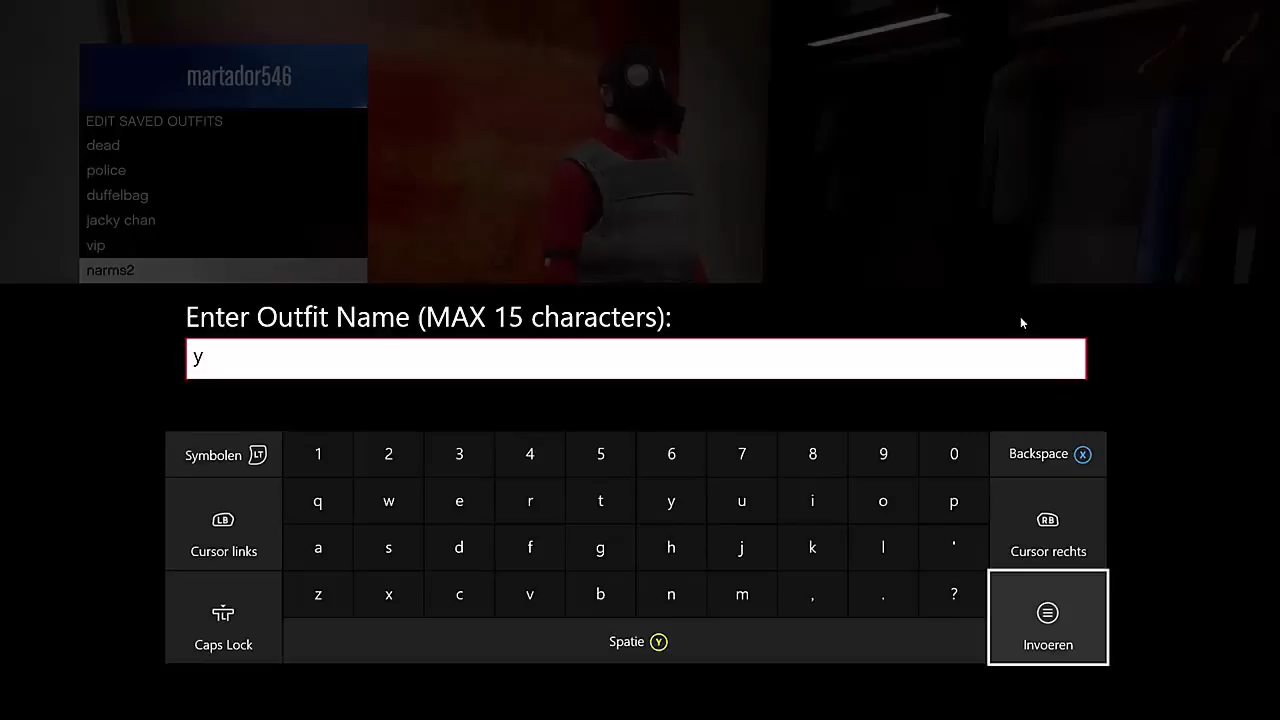 martador546
EDIT SAVED OUTFITS
dead
police
duffelbag
jacky chan
vip
narms2
Enter Outfit Name (MAX 15 characters):
y
Symbolen LT 1 2 3 4 5 6 7 8 9 0 Backspace X
LB Cursor links q w e r t y u i o p RB Cursor rechts
a s d f g h j k l '
LT Caps Lock z x c v b n m , . ? Invoeren
Spatie Y